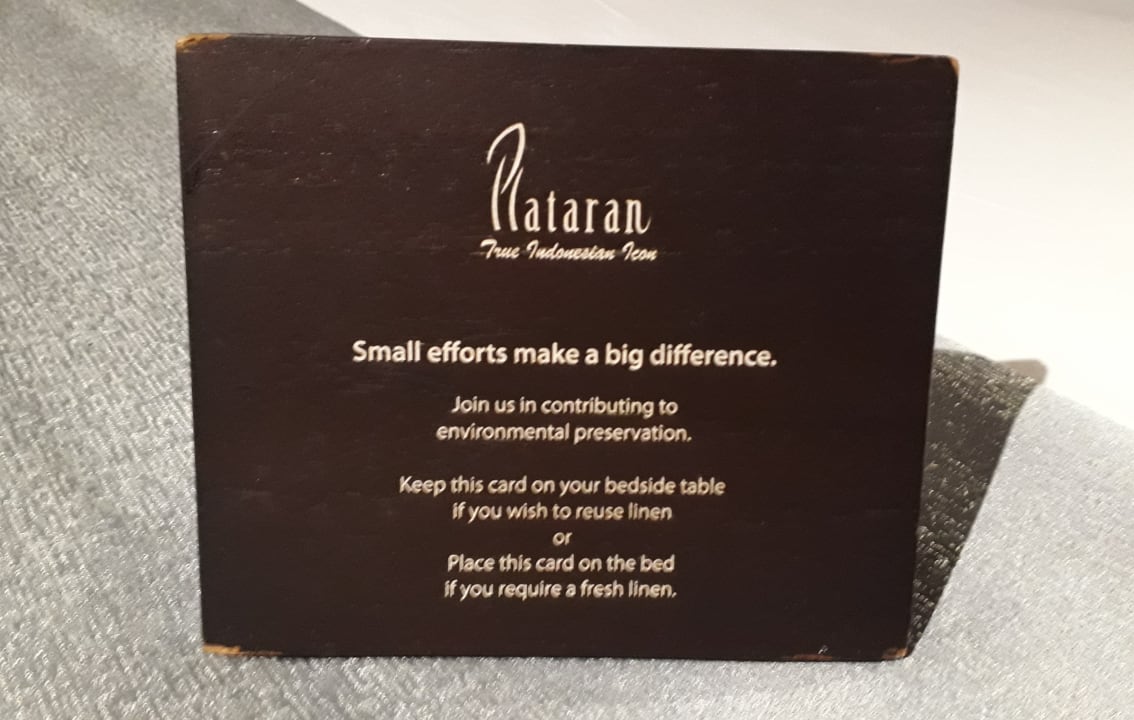 Plataran
True Indonesian Icon
Small efforts make a big difference.
Join us in contributing to
environmental preservation.
Keep this card on your bedside table
if you wish to reuse linen
or
Place this card on the bed
if you require a fresh linen.